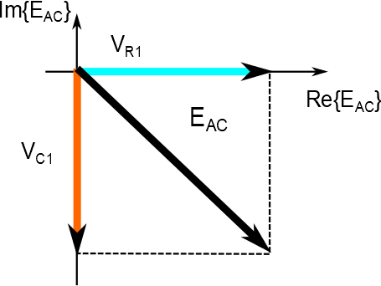 Im{E_AC}
V_R1
Re{E_AC}
E_AC
V_C1